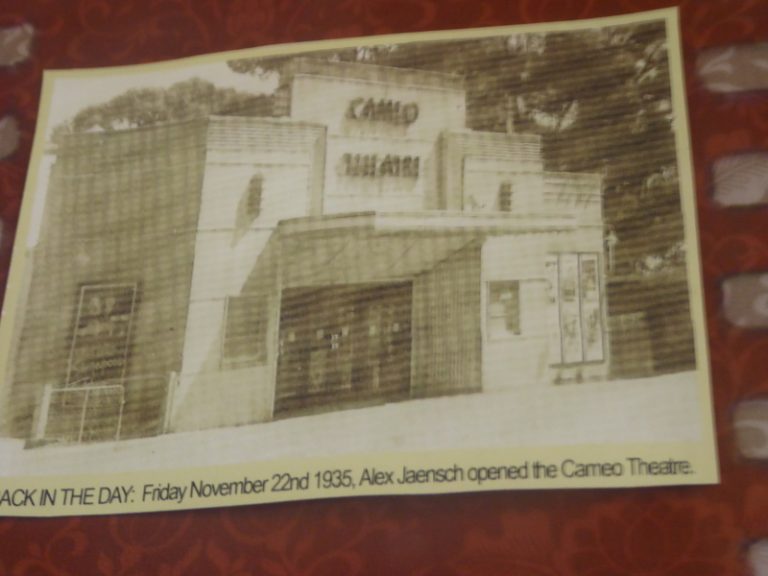 CAMEO
THEATRE
ACK IN THE DAY: Friday November 22nd 1935, Alex Jaensch opened the Cameo Theatre.